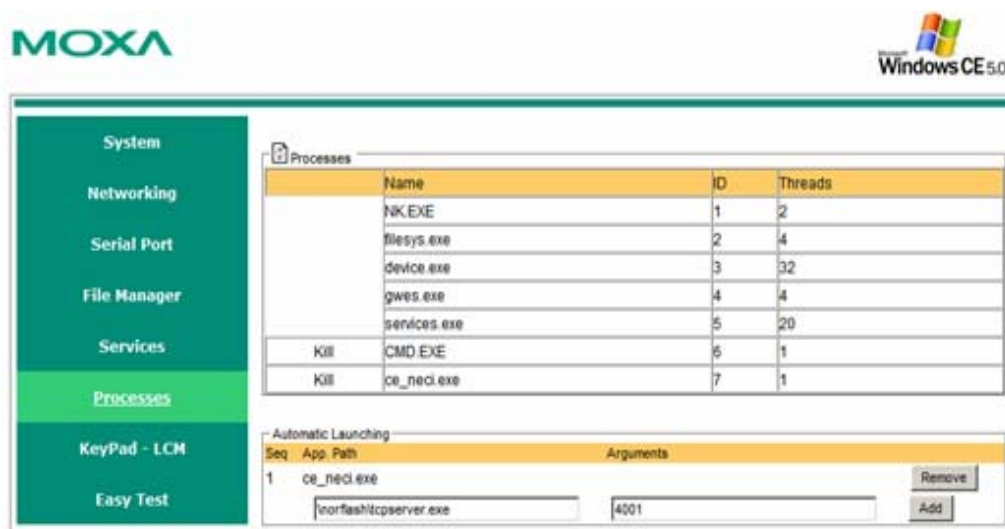 MOXA
Microsoft
Windows CE 5.0
System
Networking
Serial Port
File Manager
Services
Processes
KeyPad - LCM
Easy Test
Processes
Name ID Threads
NK.EXE 1 2
filesys.exe 2 4
device.exe 3 32
gwes.exe 4 4
services.exe 5 20
Kill CMD.EXE 6 1
Kill ce_neci.exe 7 1
Automatic Launching
Seq App. Path Arguments
1 ce_neci.exe Remove
\norflash\tcpserver.exe 4001 Add